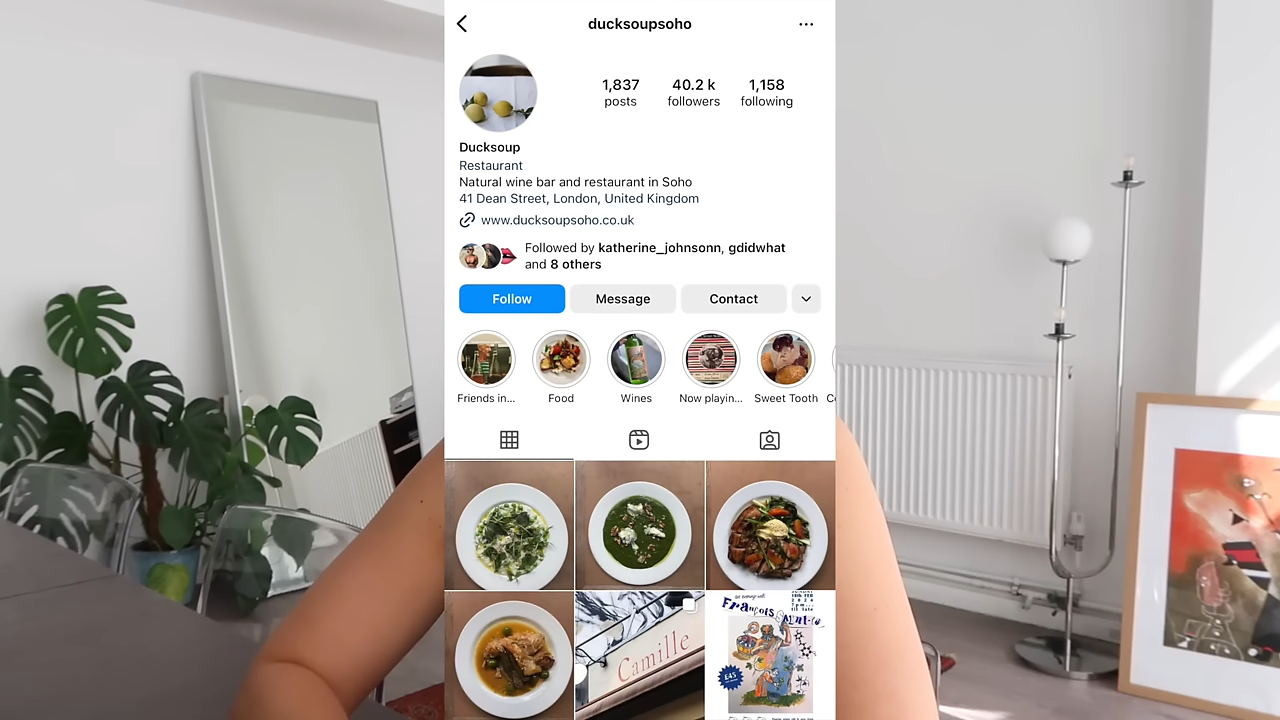 ducksoupsoho
1,837
posts
40.2 k
followers
1,158
following
Ducksoup
Restaurant
Natural wine bar and restaurant in Soho
41 Dean Street, London, United Kingdom
www.ducksoupsoho.co.uk
Followed by katherine_johnsonn, gdidwhat
and 8 others
Follow
Message
Contact
Friends in...
Food
Wines
Now playin...
Sweet Tooth
Camille
£45